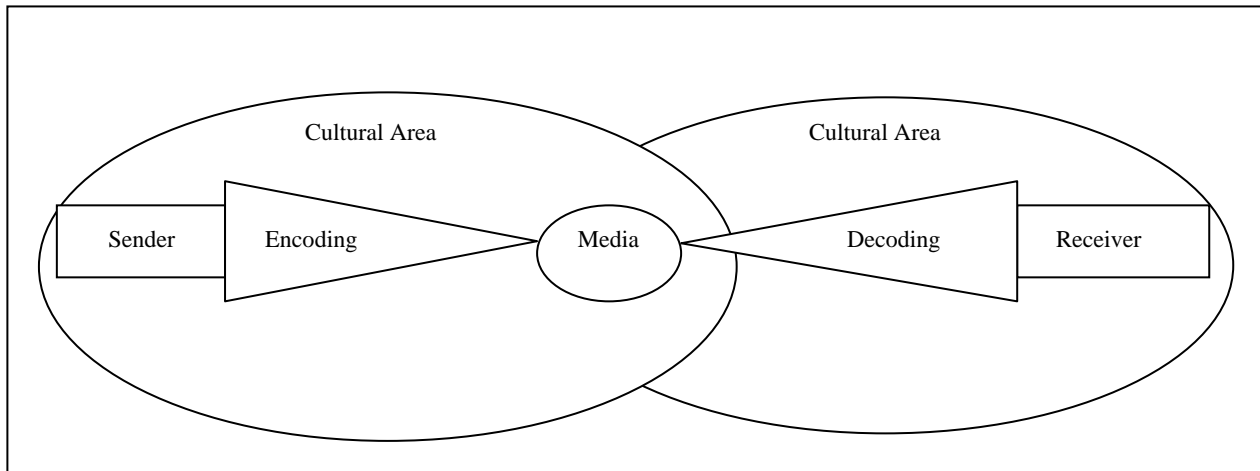 Cultural Area
Cultural Area
Sender
Encoding
Media
Decoding
Receiver